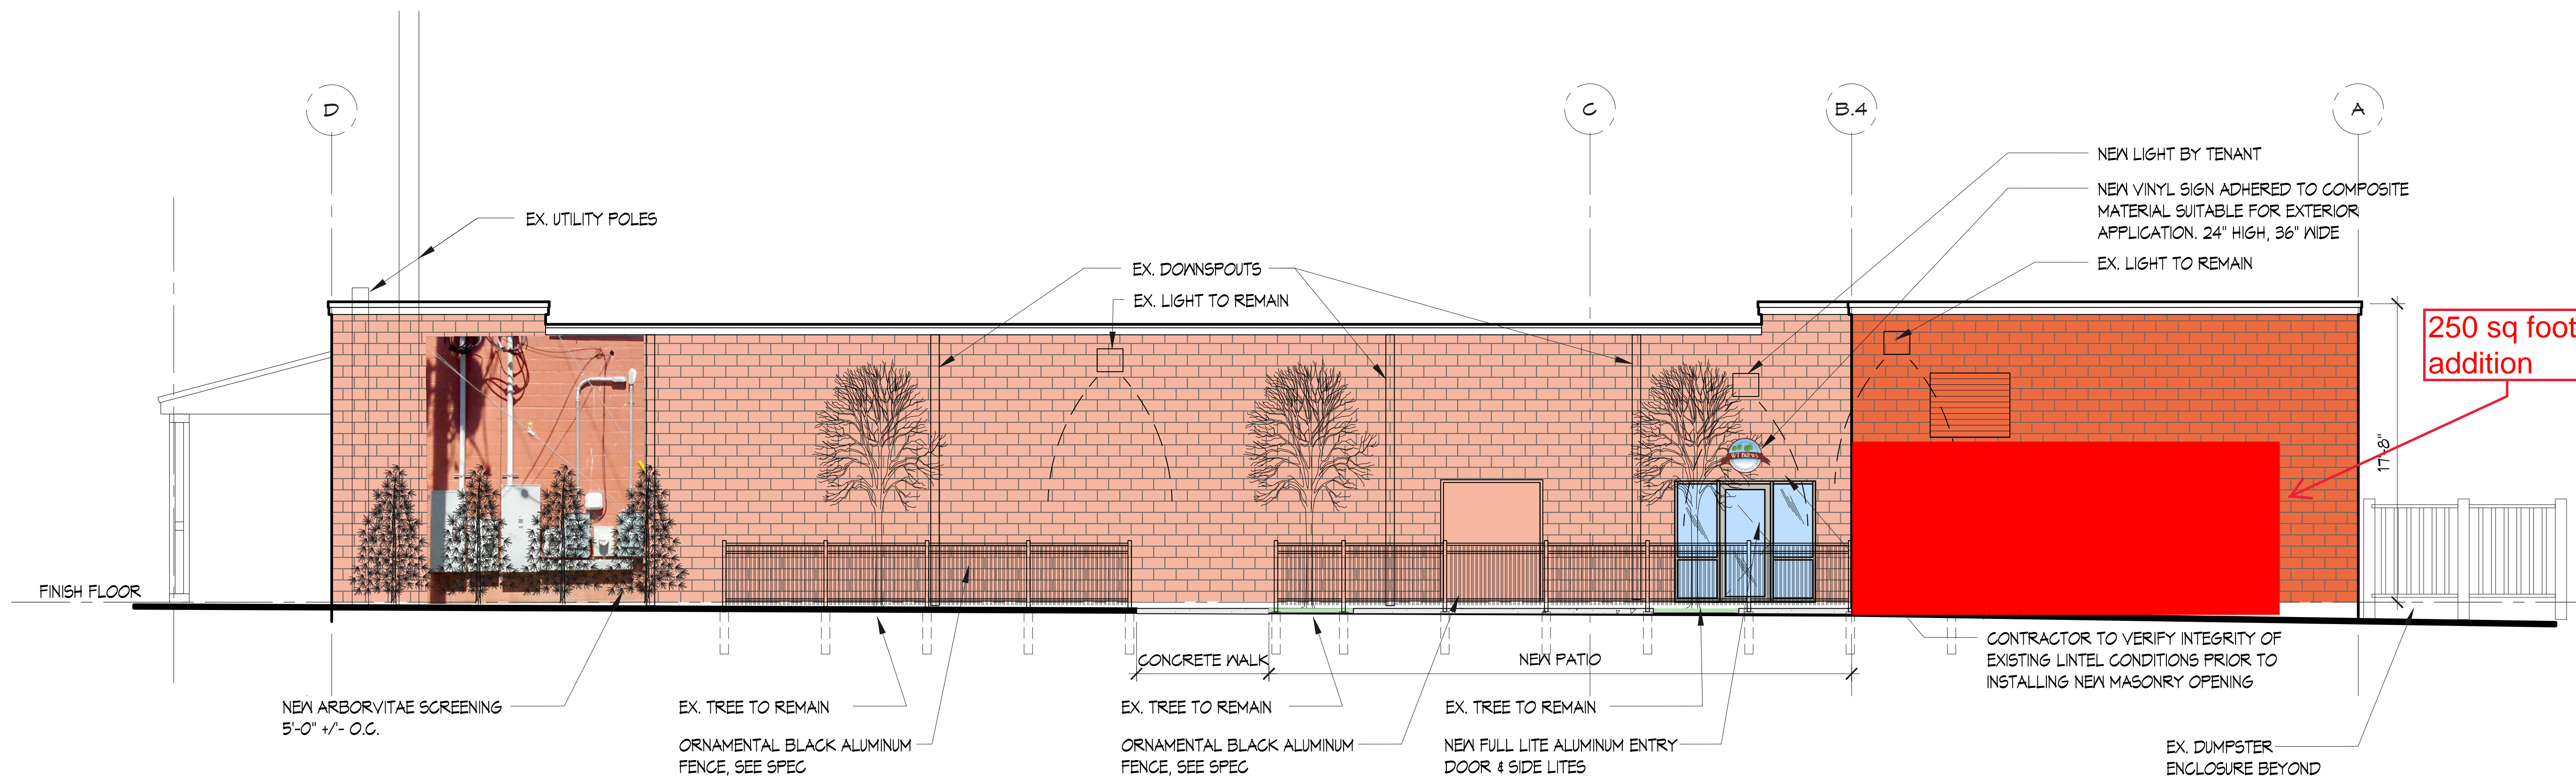 D
C
B.4
A
NEW LIGHT BY TENANT
NEW VINYL SIGN ADHERED TO COMPOSITE
MATERIAL SUITABLE FOR EXTERIOR
APPLICATION. 24" HIGH, 36" WIDE
EX. LIGHT TO REMAIN
EX. UTILITY POLES
EX. DOWNSPOUTS
EX. LIGHT TO REMAIN
250 sq foot
addition
17'-8"
WT BREWS
FINISH FLOOR
CONCRETE WALK
NEW PATIO
CONTRACTOR TO VERIFY INTEGRITY OF
EXISTING LINTEL CONDITIONS PRIOR TO
INSTALLING NEW MASONRY OPENING
NEW ARBORVITAE SCREENING
5'-0" +/- O.C.
EX. TREE TO REMAIN
ORNAMENTAL BLACK ALUMINUM
FENCE, SEE SPEC
EX. TREE TO REMAIN
ORNAMENTAL BLACK ALUMINUM
FENCE, SEE SPEC
EX. TREE TO REMAIN
NEW FULL LITE ALUMINUM ENTRY
DOOR & SIDE LITES
EX. DUMPSTER
ENCLOSURE BEYOND